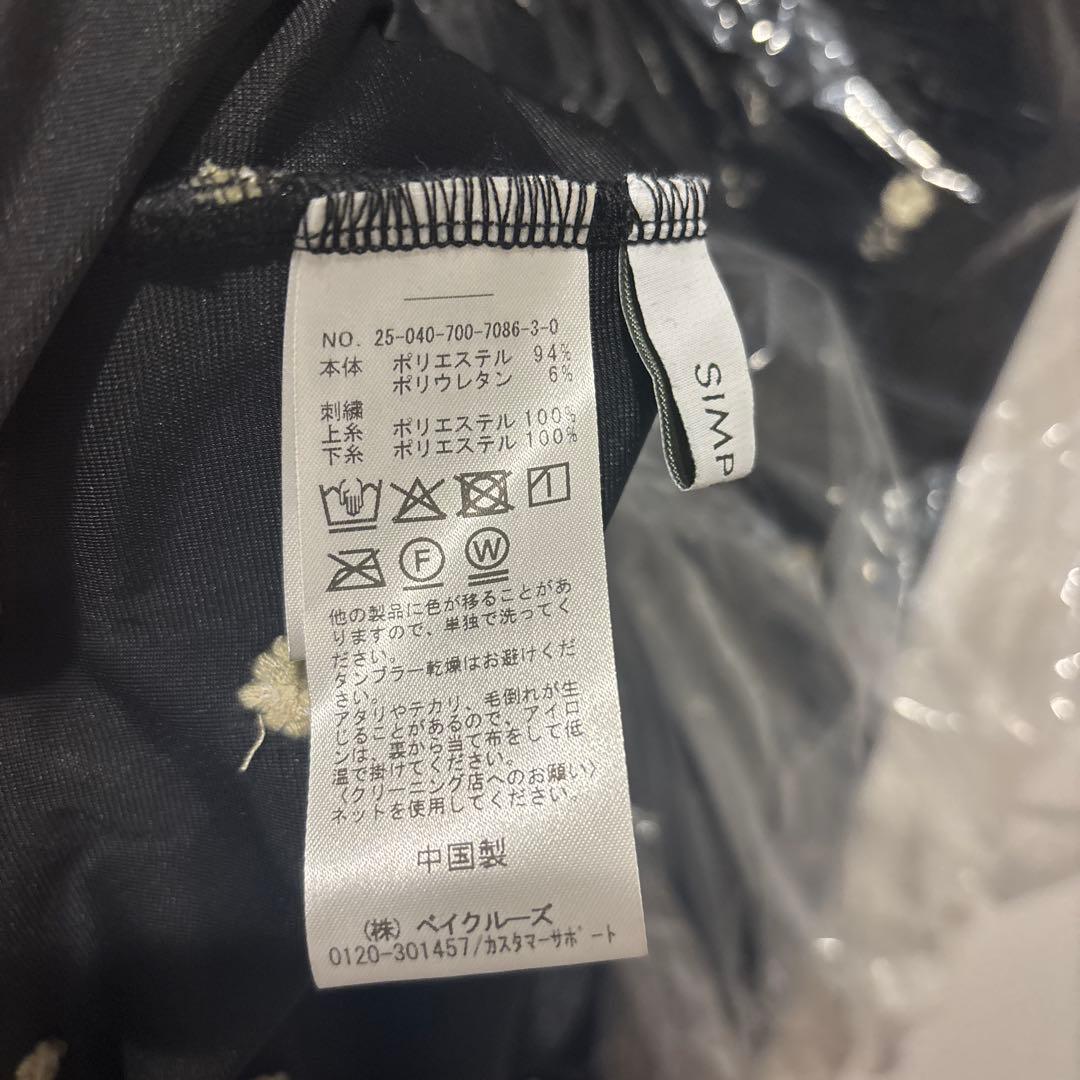 NO. 25-040-700-7086-3-0
本体 ポリエステル 94%
ポリウレタン 6%
刺繍
上糸 ポリエステル 100%
下糸 ポリエステル 100%
F W
他の製品に色が移ることがあ
りますので、単独で洗ってく
ださい。
タンブラー乾燥はお避けくだ
さい。
アタリやテカリ、毛倒れが生
じることがあるので、アイロ
ンは、裏から当て布をして低
温で掛けてください。
〈クリーニング店へのお願い〉
ネットを使用してください。
中国製
(株) ベイクルーズ
0120-301457/カスタマーサポート
SIMP